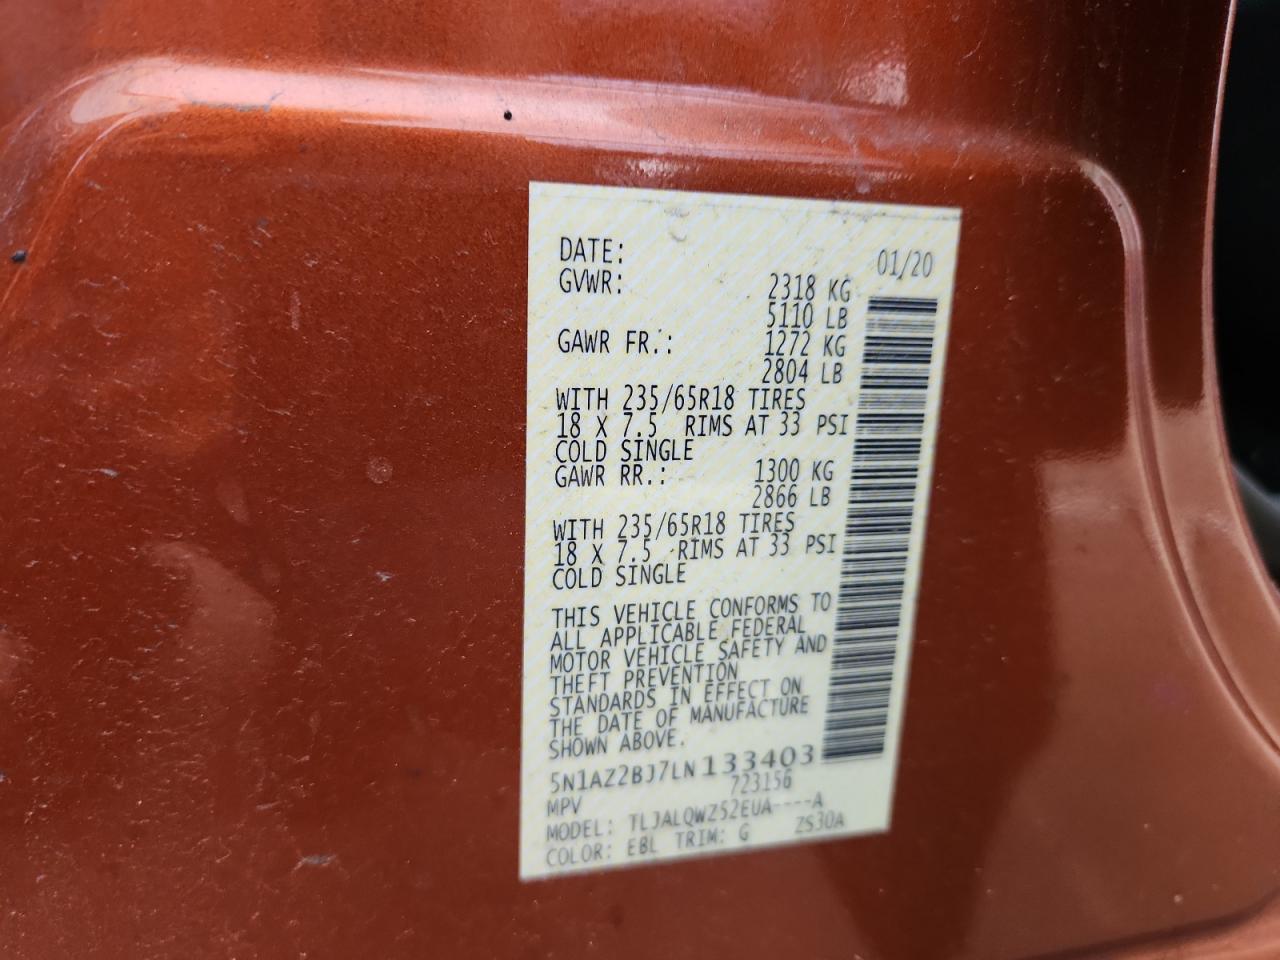 DATE: 01/20
GVWR: 2318 KG
5110 LB
GAWR FR.: 1272 KG
2804 LB
WITH 235/65R18 TIRES
18 X 7.5 RIMS AT 33 PSI
COLD SINGLE
GAWR RR.: 1300 KG
2866 LB
WITH 235/65R18 TIRES
18 X 7.5 RIMS AT 33 PSI
COLD SINGLE
THIS VEHICLE CONFORMS TO
ALL APPLICABLE FEDERAL
MOTOR VEHICLE SAFETY AND
THEFT PREVENTION
STANDARDS IN EFFECT ON
THE DATE OF MANUFACTURE
SHOWN ABOVE.
5N1AZ2BJ7LN133403
MPV 723156
MODEL: TLJALQWZ52EUA----A
COLOR: EBL TRIM: G ZS30A